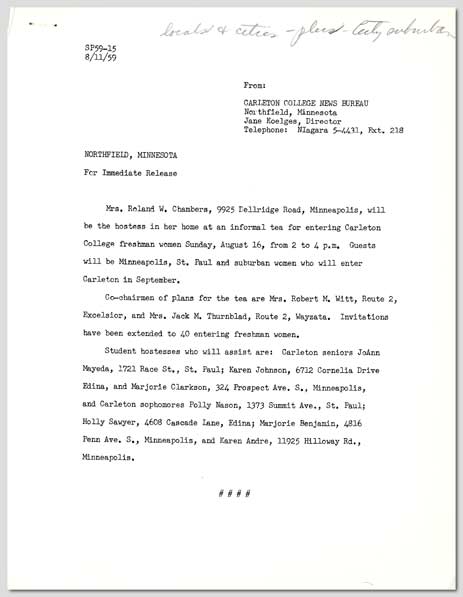 locals & cities - plus - City suburban
SP59-15
8/11/59
From:
CARLETON COLLEGE NEWS BUREAU
Northfield, Minnesota
Jane Koelges, Director
Telephone: NIagara 5-4431, Ext. 218
NORTHFIELD, MINNESOTA
For Immediate Release
Mrs. Roland W. Chambers, 9925 Dellridge Road, Minneapolis, will
be the hostess in her home at an informal tea for entering Carleton
College freshman women Sunday, August 16, from 2 to 4 p.m. Guests
will be Minneapolis, St. Paul and suburban women who will enter
Carleton in September.
Co-chairmen of plans for the tea are Mrs. Robert M. Witt, Route 2,
Excelsior, and Mrs. Jack M. Thurnblad, Route 2, Wayzata. Invitations
have been extended to 40 entering freshman women.
Student hostesses who will assist are: Carleton seniors JoAnn
Mayeda, 1721 Race St., St. Paul; Karen Johnson, 6712 Cornelia Drive
Edina, and Marjorie Clarkson, 324 Prospect Ave. S., Minneapolis,
and Carleton sophomores Polly Nason, 1373 Summit Ave., St. Paul;
Holly Sawyer, 4608 Cascade Lane, Edina; Marjorie Benjamin, 4816
Penn Ave. S., Minneapolis, and Karen Andre, 11925 Hilloway Rd.,
Minneapolis.
# # # #